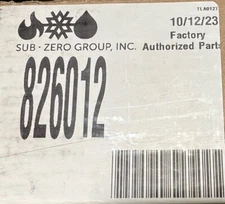 10/12/23
SUB-ZERO GROUP, INC.
Factory
Authorized Parts
826012